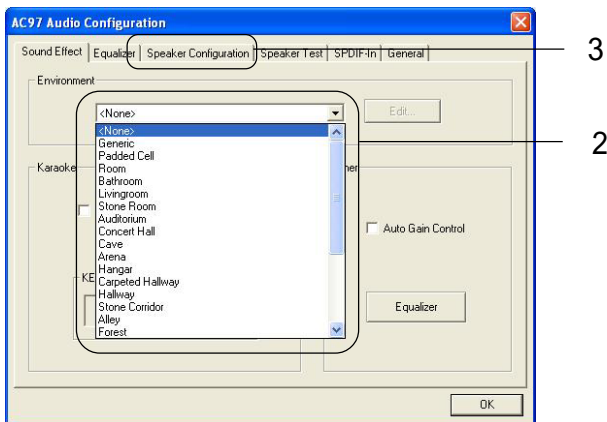 AC97 Audio Configuration
Sound Effect Equalizer Speaker Configuration Speaker Test SPDIF-In General
3
Environment
<None>
Edit...
2
<None>
Generic
Padded Cell
Room
Bathroom
Livingroom
Stone Room
Auditorium
Concert Hall
Cave
Arena
Hangar
Carpeted Hallway
Hallway
Stone Corridor
Alley
Forest
Karaoke
KE
Auto Gain Control
Equalizer
OK